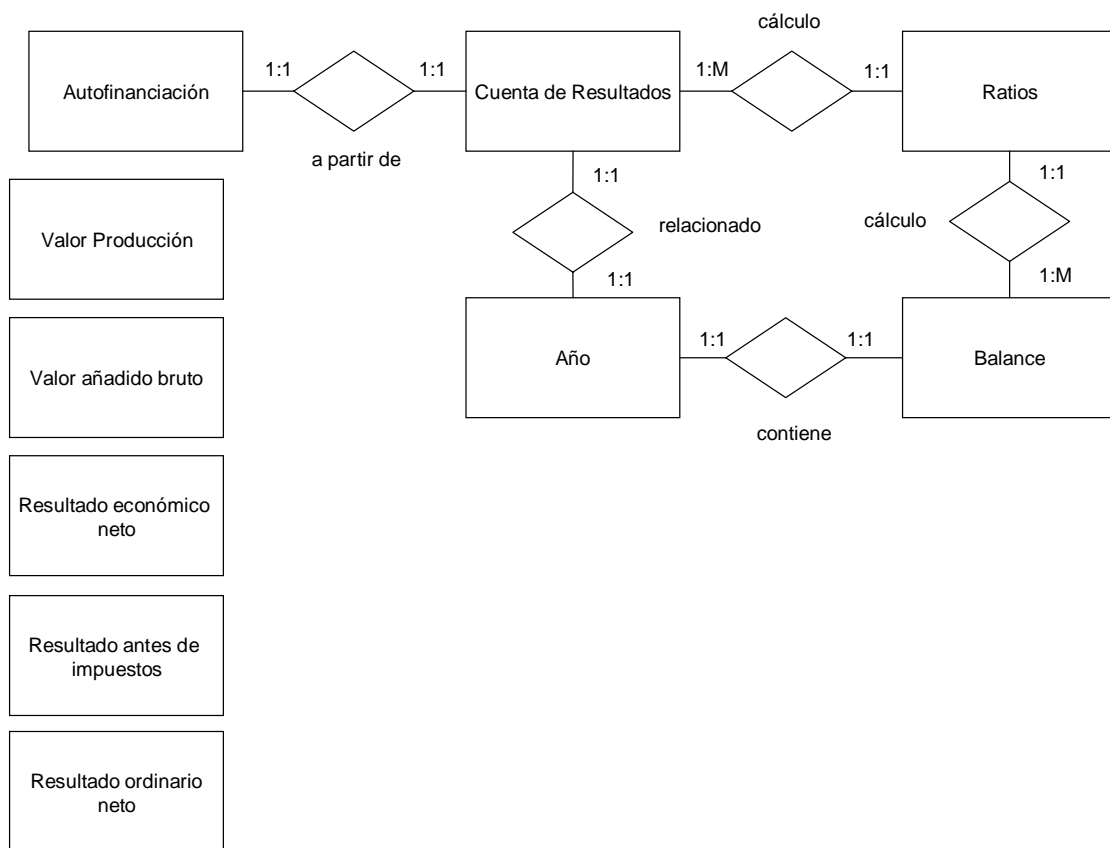 cálculo
1:1
1:1
1:M
1:1
Autofinanciación
Cuenta de Resultados
Ratios
a partir de
1:1
1:1
Valor Producción
relacionado
cálculo
1:1
1:M
1:1
1:1
Valor añadido bruto
Año
Balance
contiene
Resultado económico
neto
Resultado antes de
impuestos
Resultado ordinario
neto